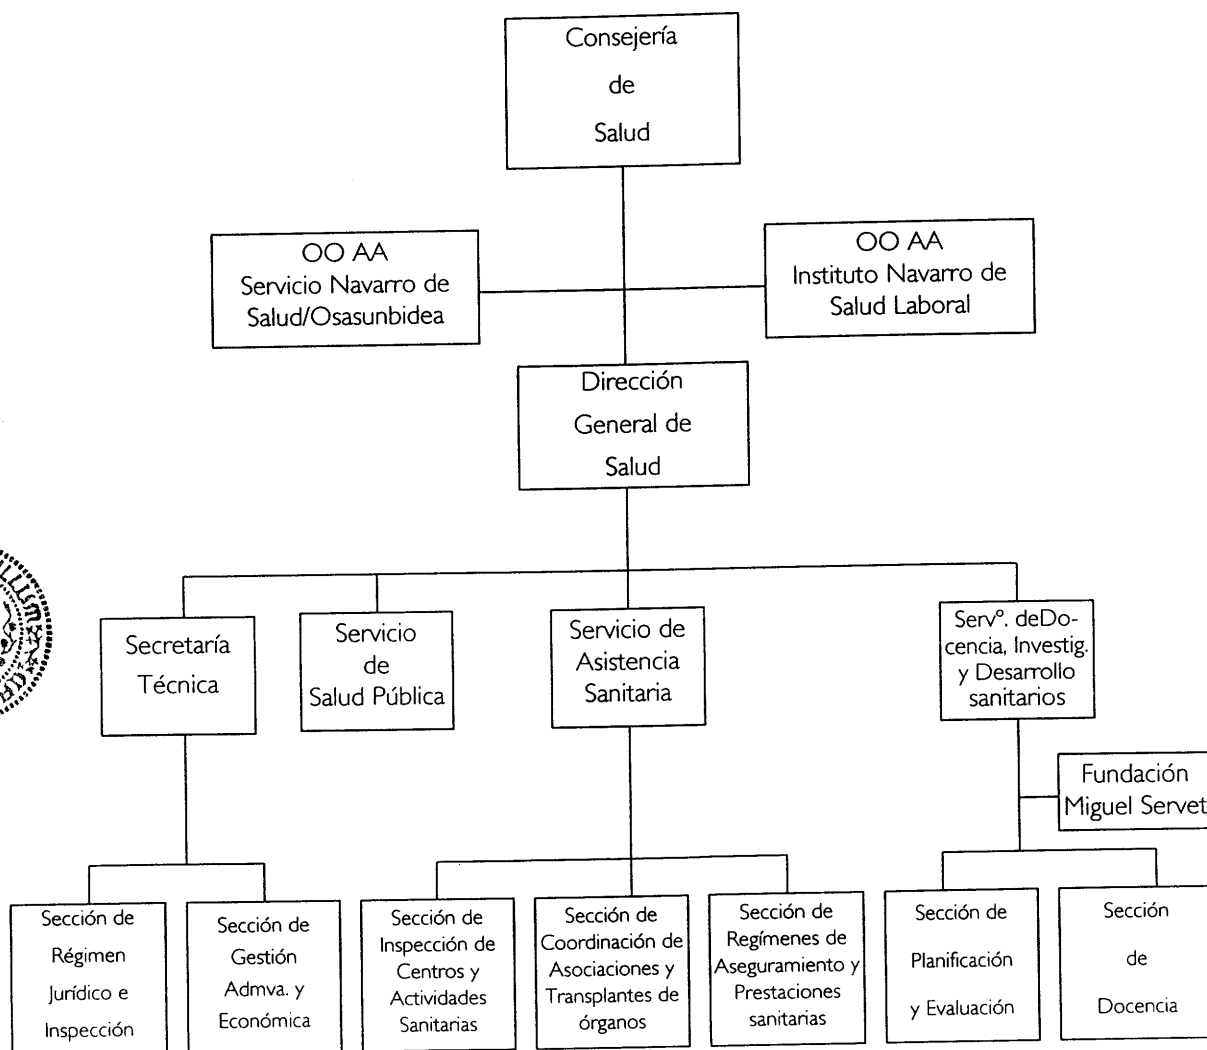 Consejería
de
Salud
OO AA
Servicio Navarro de
Salud/Osasunbidea
OO AA
Instituto Navarro de
Salud Laboral
Dirección
General de
Salud
Secretaría
Técnica
Servicio
de
Salud Pública
Servicio de
Asistencia
Sanitaria
Servº. deDo-
cencia, Investig.
y Desarrollo
sanitarios
Fundación
Miguel Servet
Sección de
Régimen
Jurídico e
Inspección
Sección de
Gestión
Admva. y
Económica
Sección de
Inspección de
Centros y
Actividades
Sanitarias
Sección de
Coordinación de
Asociaciones y
Transplantes de
órganos
Sección de
Regímenes de
Aseguramiento y
Prestaciones
sanitarias
Sección de
Planificación
y Evaluación
Sección
de
Docencia